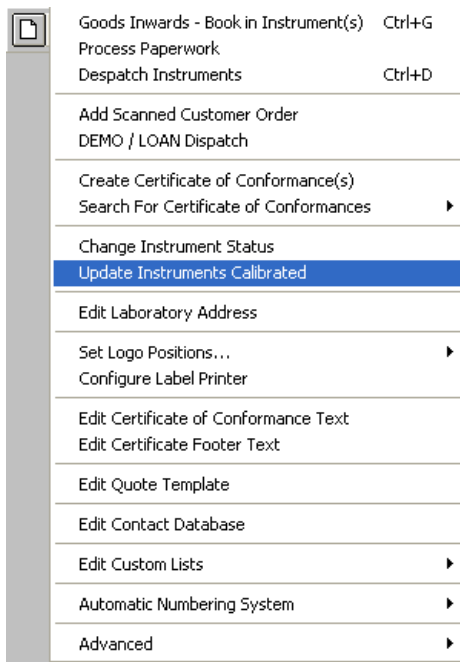 Goods Inwards - Book in Instrument(s) Ctrl+G
Process Paperwork
Despatch Instruments Ctrl+D
Add Scanned Customer Order
DEMO / LOAN Dispatch
Create Certificate of Conformance(s)
Search For Certificate of Conformances
Change Instrument Status
Update Instruments Calibrated
Edit Laboratory Address
Set Logo Positions...
Configure Label Printer
Edit Certificate of Conformance Text
Edit Certificate Footer Text
Edit Quote Template
Edit Contact Database
Edit Custom Lists
Automatic Numbering System
Advanced